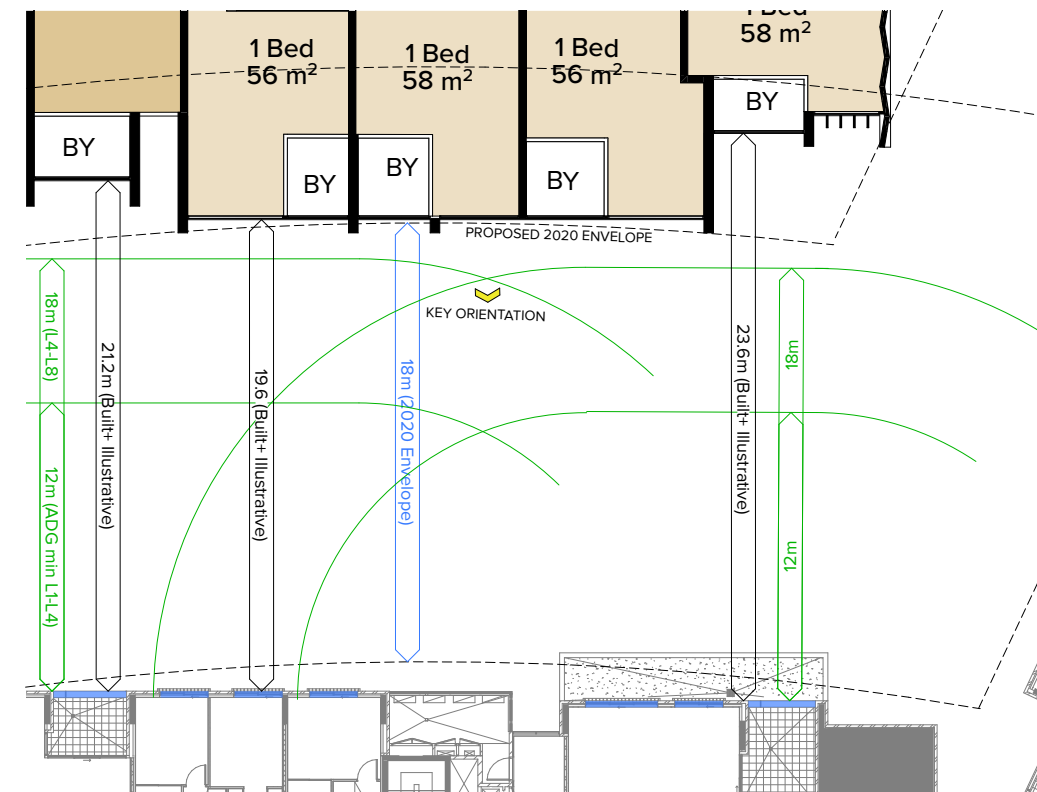 1 Bed
56 m²
1 Bed
58 m²
1 Bed
56 m²
1 Bed
58 m²
BY
BY
BY
BY
BY
PROPOSED 2020 ENVELOPE
KEY ORIENTATION
18m (L4-L8)
12m (ADG min L1-L4)
21.2m (Built+ Illustrative)
19.6 (Built+ Illustrative)
18m (2020 Envelope)
23.6m (Built+ Illustrative)
18m
12m